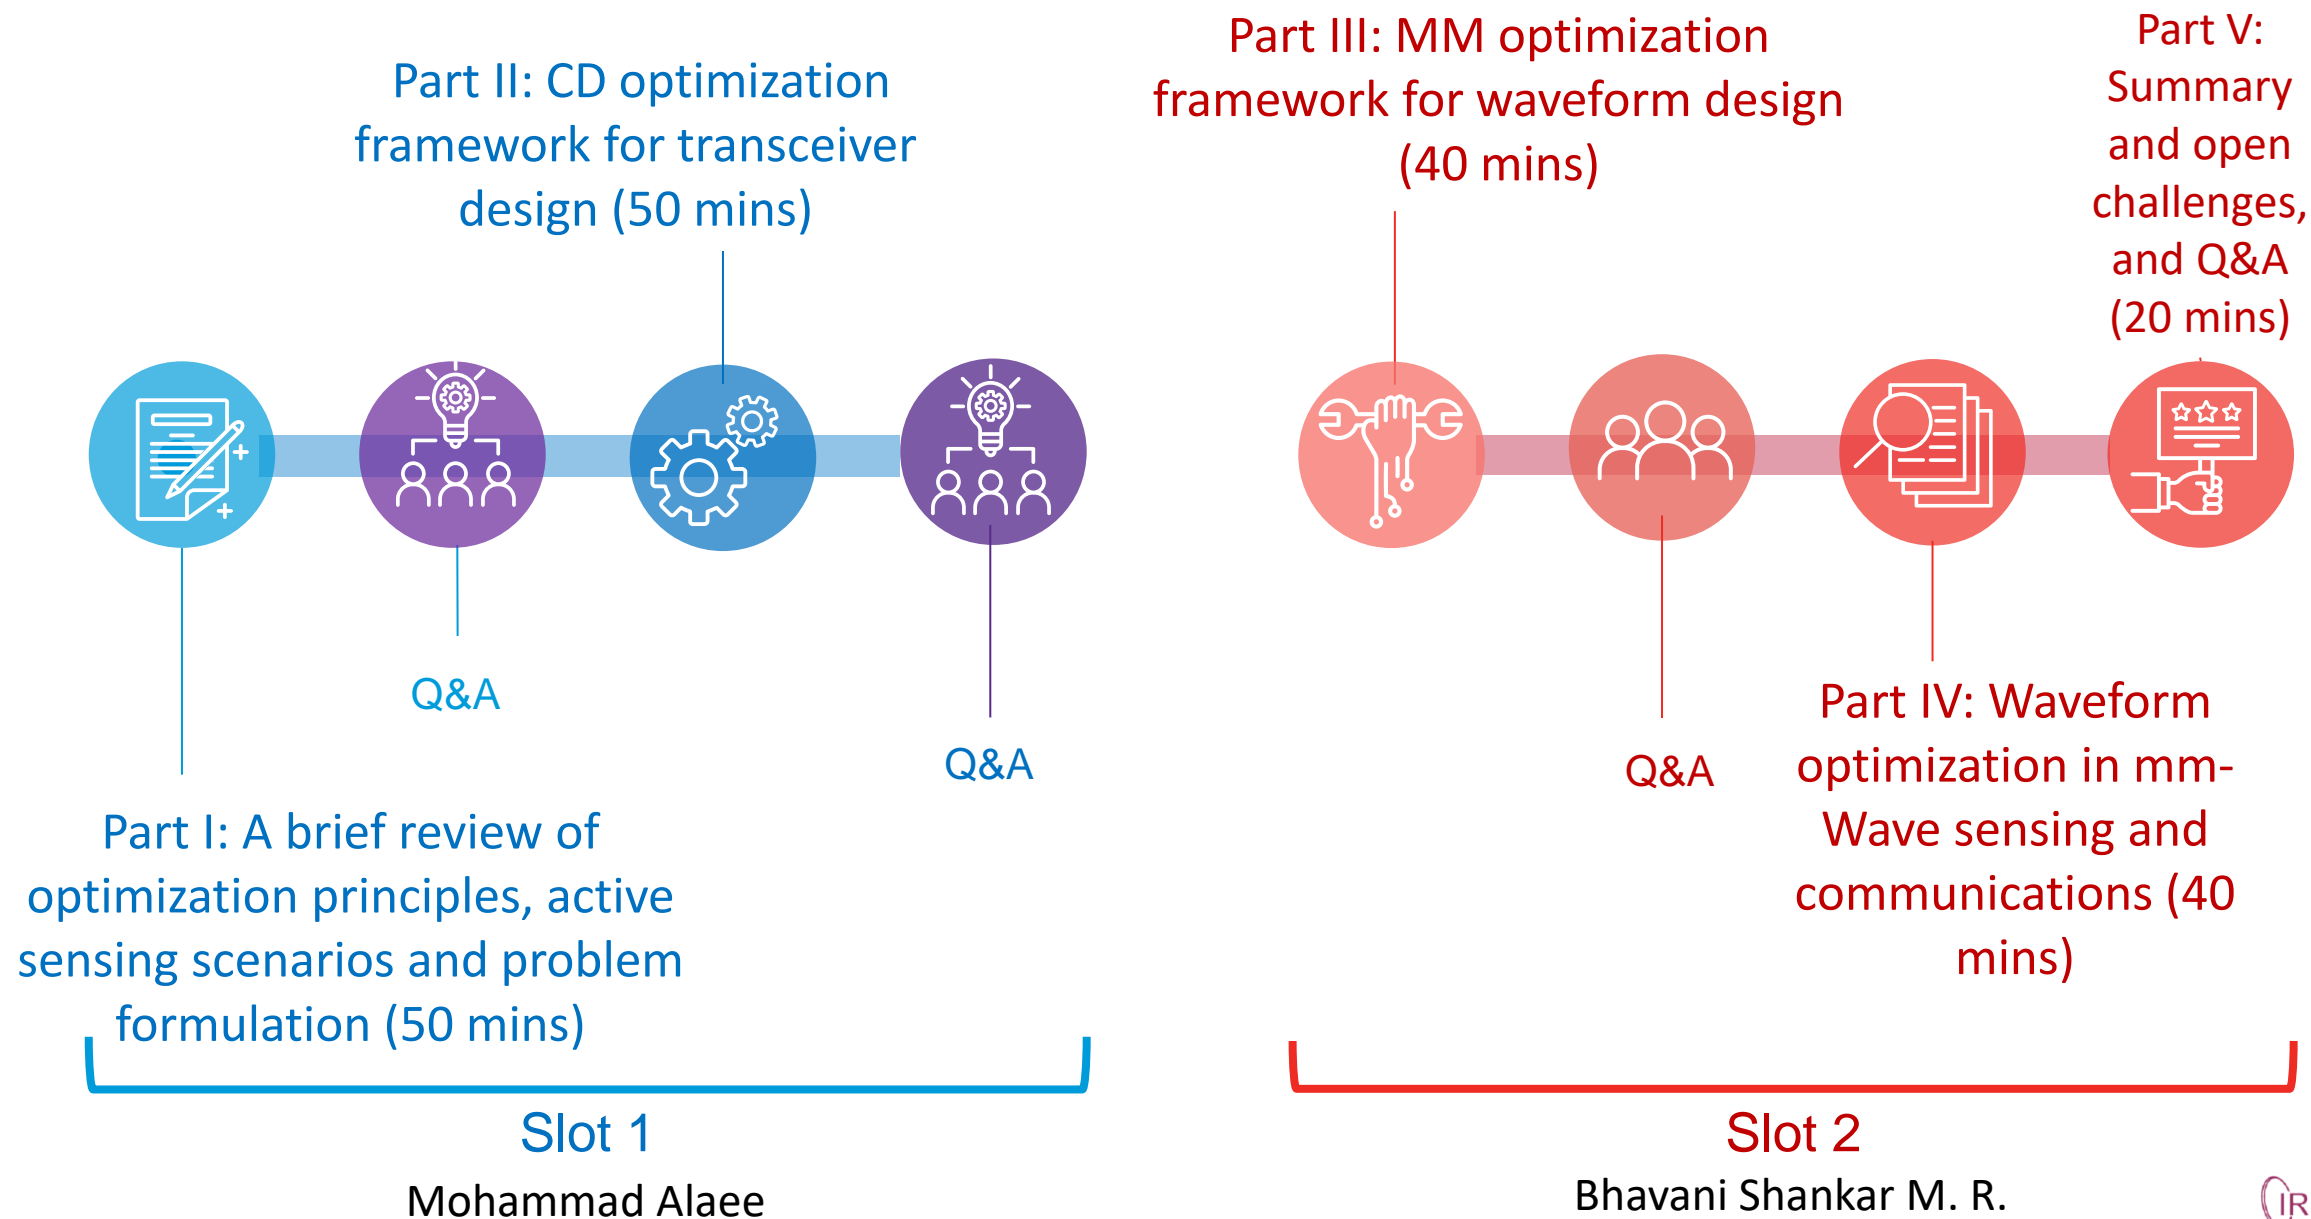 Part II: CD optimization
framework for transceiver
design (50 mins)
Q&A
Q&A
Part I: A brief review of
optimization principles, active
sensing scenarios and problem
formulation (50 mins)
Slot 1
Mohammad Alaee
Part III: MM optimization
framework for waveform design
(40 mins)
Part V:
Summary
and open
challenges,
and Q&A
(20 mins)
Q&A
Part IV: Waveform
optimization in mm-
Wave sensing and
communications (40
mins)
Slot 2
Bhavani Shankar M. R.
IR